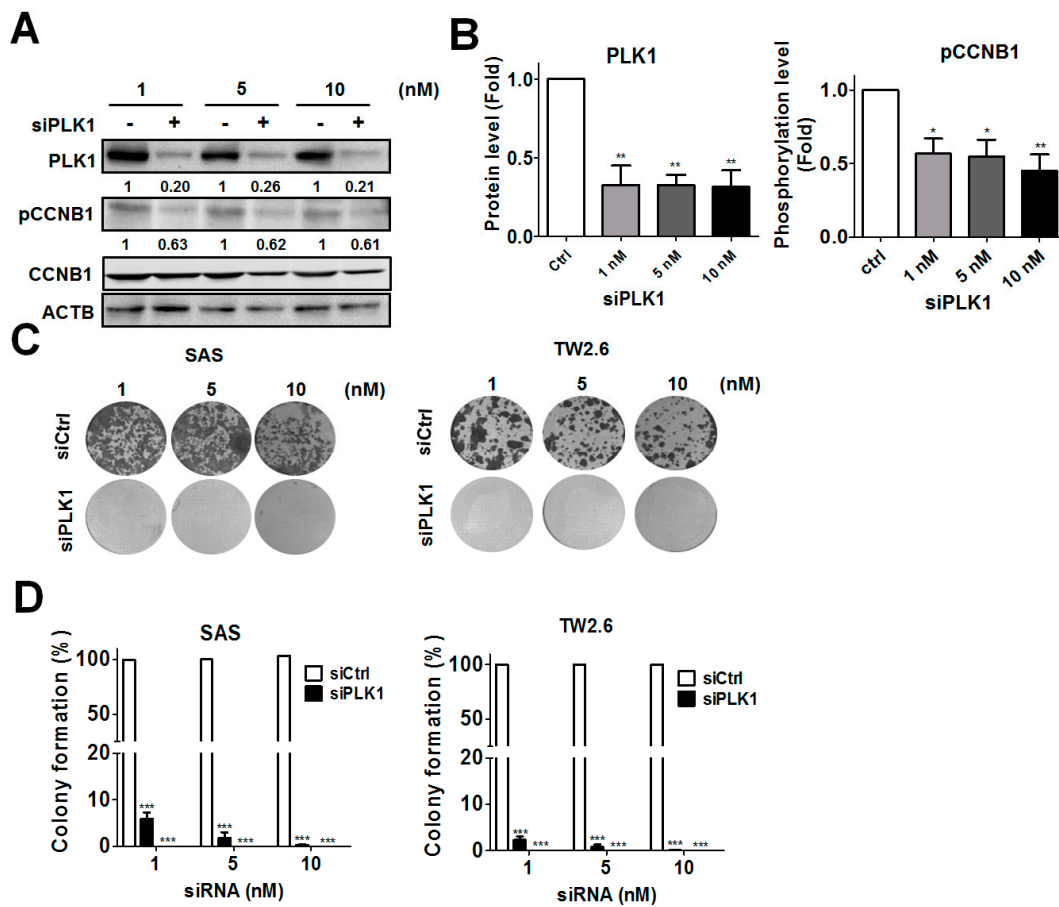 A
1 5 10 (nM)
siPLK1 - + - + - +
PLK1
1 0.20 1 0.26 1 0.21
pCCNB1
1 0.63 1 0.62 1 0.61
CCNB1
ACTB
B
PLK1
Protein level (Fold)
1.0
0.5
0.0
** ** **
Ctrl 1 nM 5 nM 10 nM
siPLK1
pCCNB1
Phosphorylation level
(Fold)
1.0
0.5
0.0
* * **
ctrl 1 nM 5 nM 10 nM
siPLK1
C
SAS
1 5 10 (nM)
siCtrl
siPLK1
TW2.6
1 5 10 (nM)
siCtrl
siPLK1
D
SAS
Colony formation (% )
100
50
20
10
0
siCtrl
siPLK1
*** *** *** *** *** ***
1 5 10
siRNA (nM)
TW2.6
Colony formation (% )
100
50
20
10
0
siCtrl
siPLK1
*** *** *** *** *** ***
1 5 10
siRNA (nM)